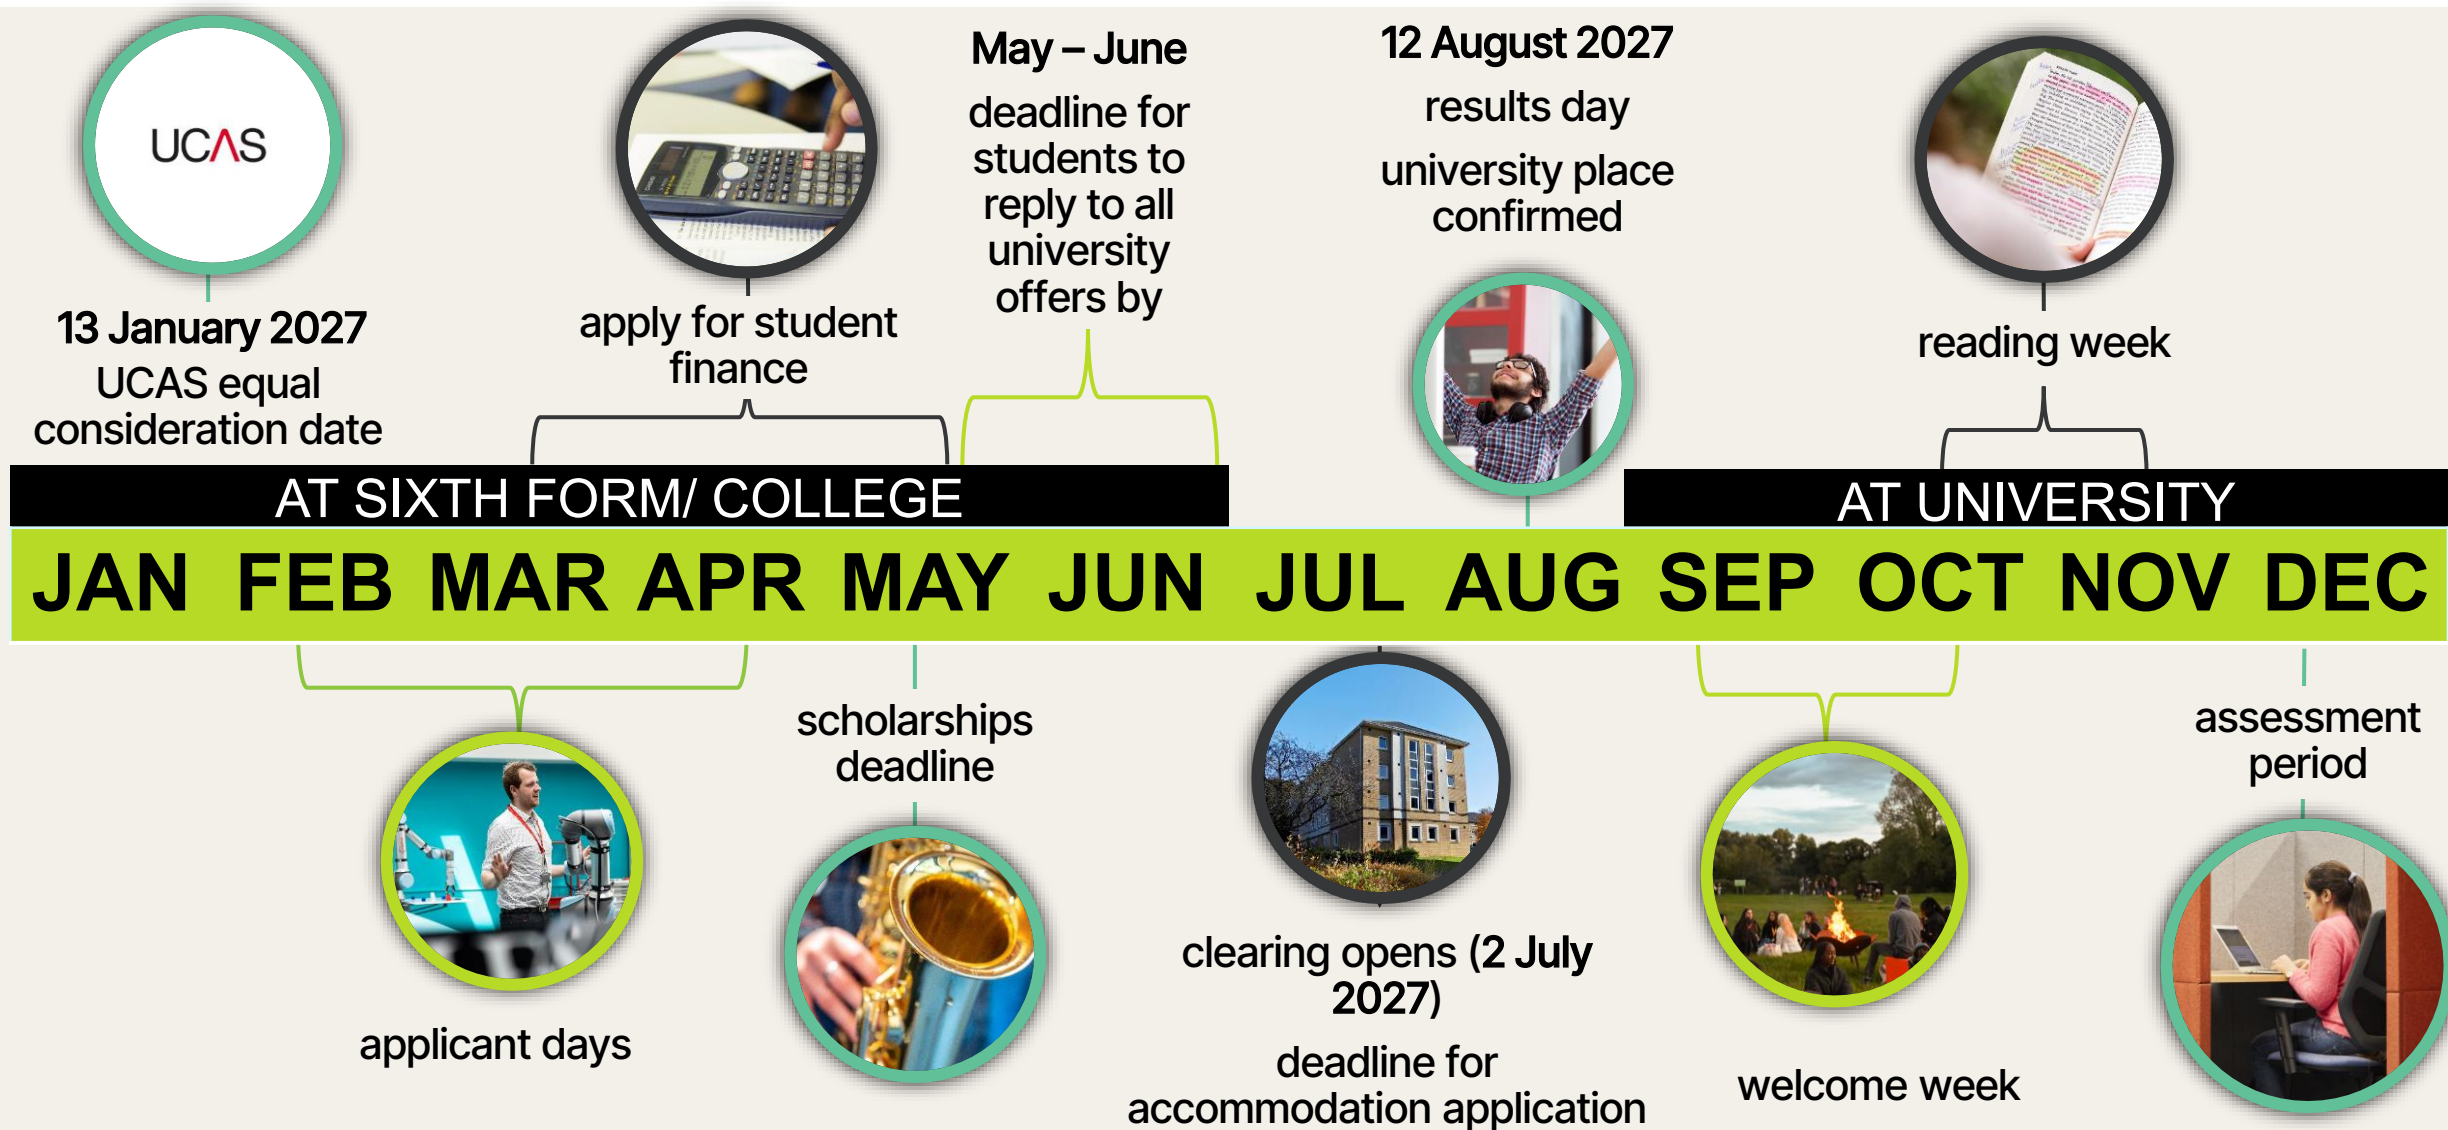 UCAS
13 January 2027
UCAS equal
consideration date
apply for student
finance
May – June
deadline for
students to
reply to all
university
offers by
12 August 2027
results day
university place
confirmed
reading week
AT SIXTH FORM/ COLLEGE
AT UNIVERSITY
JAN FEB MAR APR MAY JUN JUL AUG SEP OCT NOV DEC
applicant days
scholarships
deadline
clearing opens (2 July
2027)
deadline for
accommodation application
welcome week
assessment
period